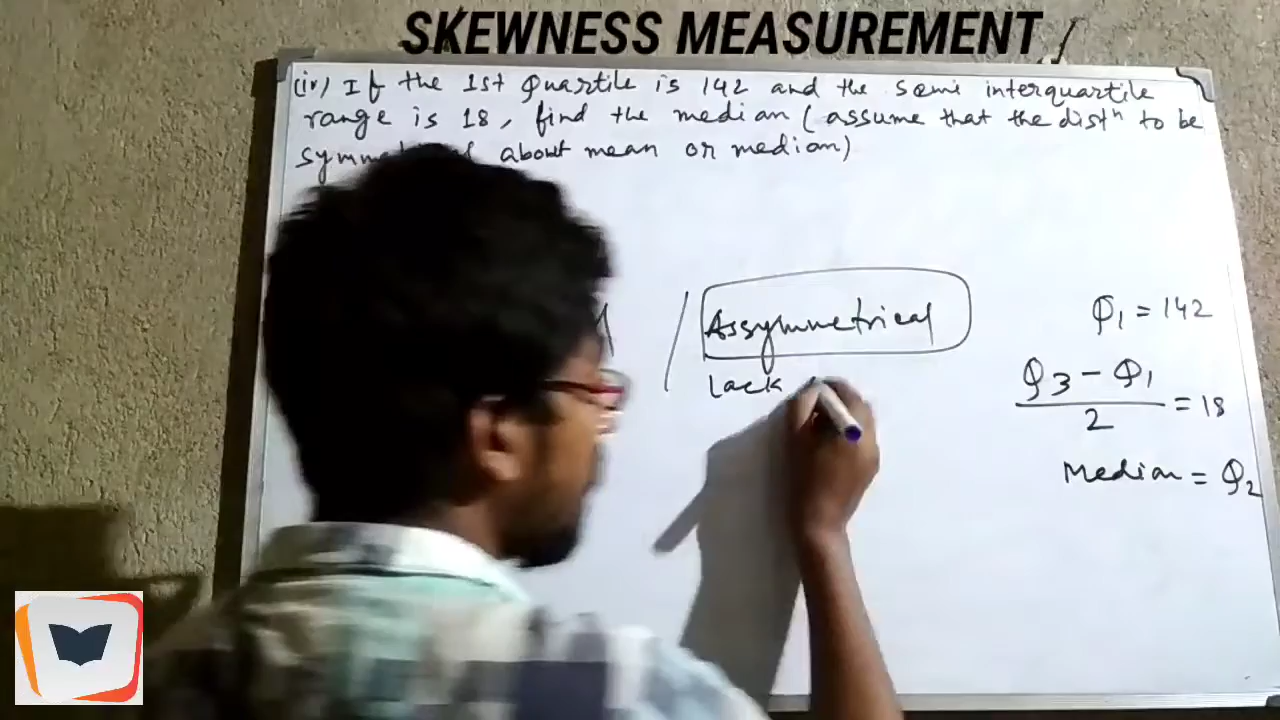 SKEWNESS MEASUREMENT
(iv) If the 1st Quartile is 142 and the semi interquartile
range is 18, find the median (assume that the distⁿ to be
about mean or median)
Assymmetrical
Lack
Q1 = 142
Q3 - Q1
2
= 18
Median = Q2